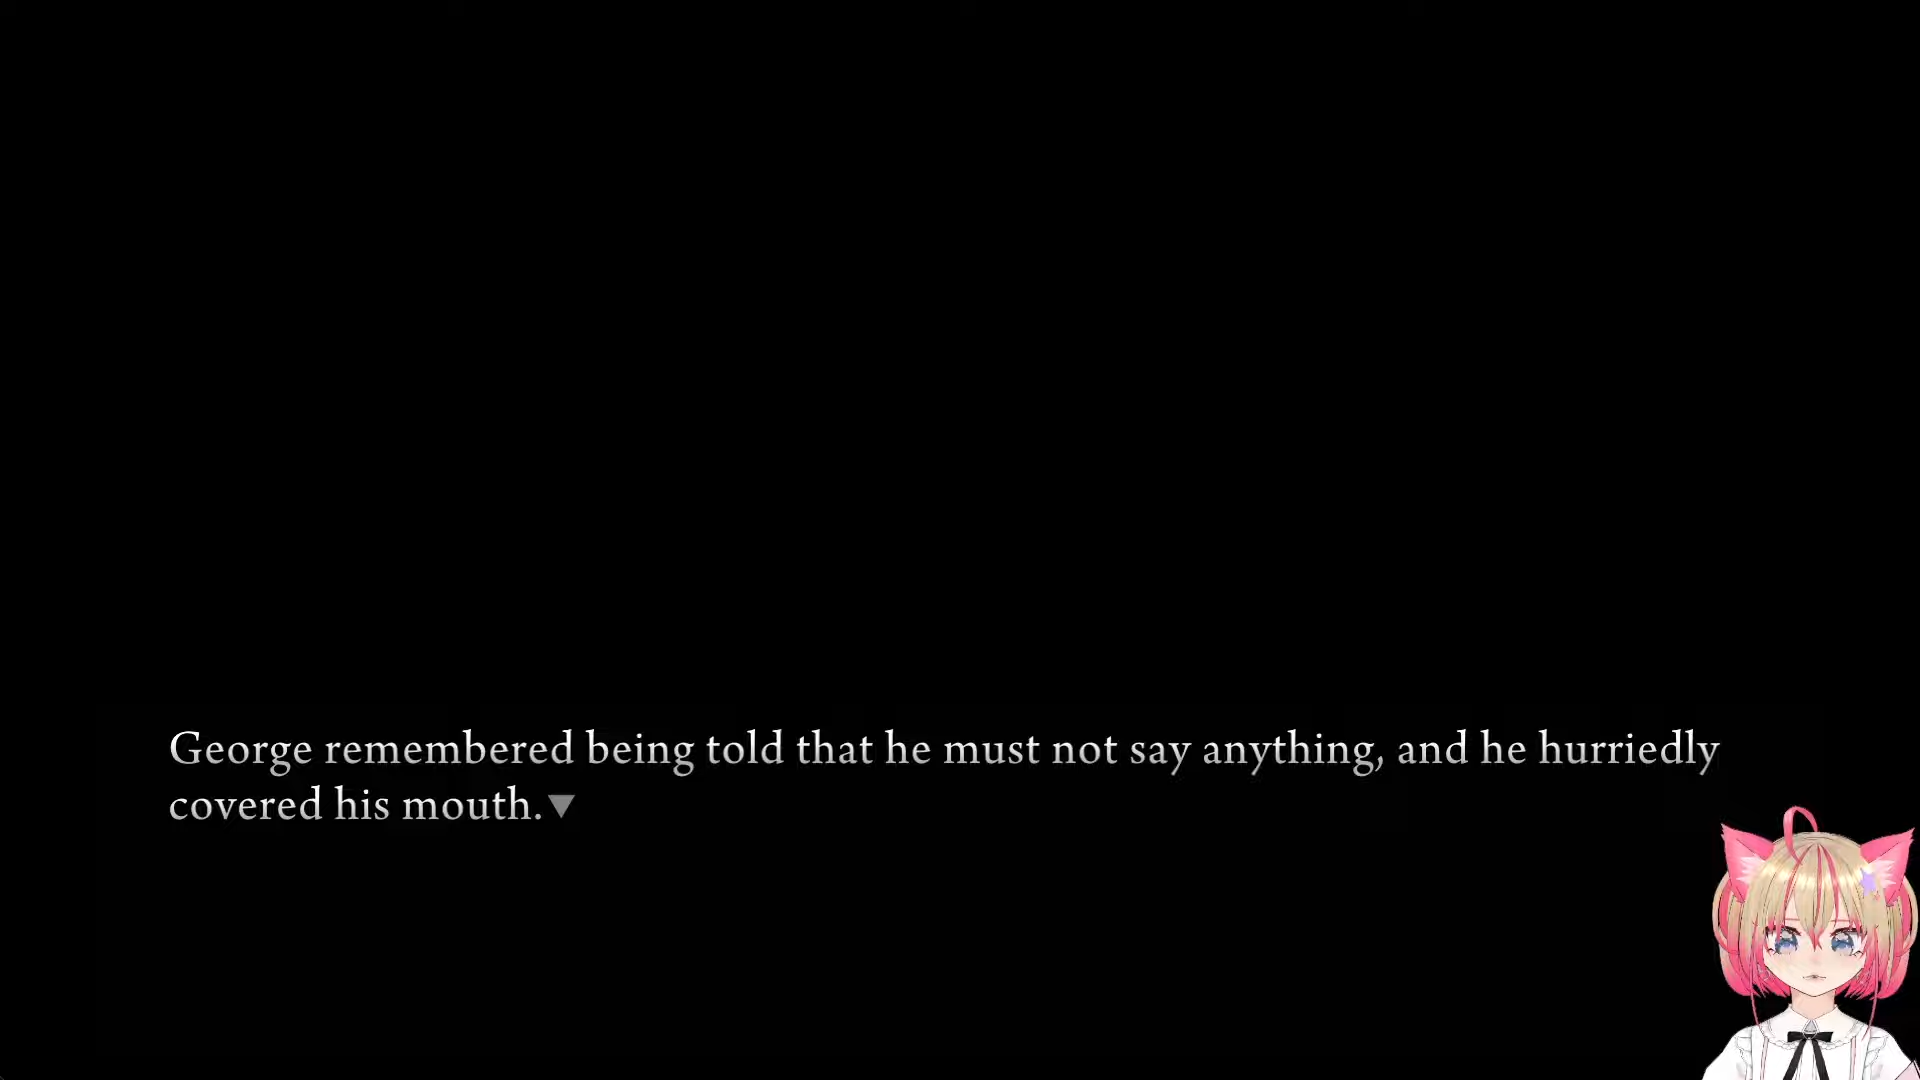 George remembered being told that he must not say anything, and he hurriedly
covered his mouth.